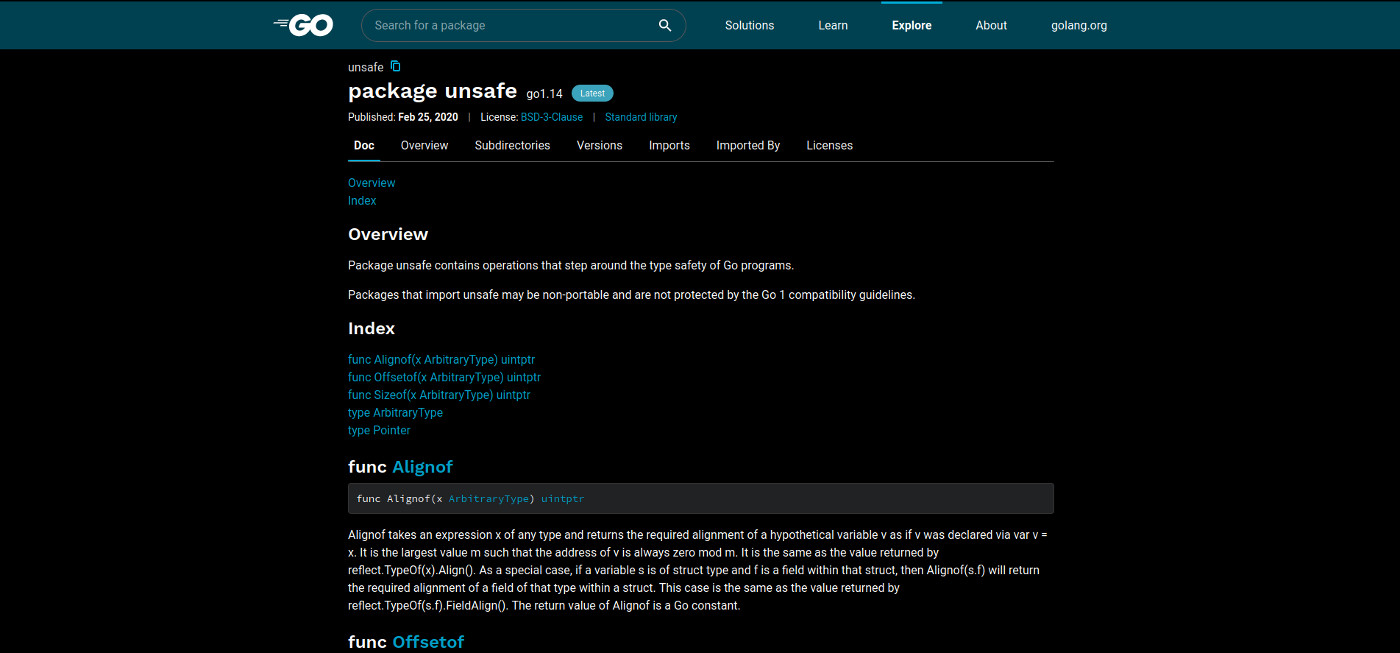 GO
Search for a package
Solutions
Learn
Explore
About
golang.org
unsafe
package unsafe go1.14 Latest
Published: Feb 25, 2020 | License: BSD-3-Clause | Standard library
Doc Overview Subdirectories Versions Imports Imported By Licenses
Overview
Index
Overview
Package unsafe contains operations that step around the type safety of Go programs.
Packages that import unsafe may be non-portable and are not protected by the Go 1 compatibility guidelines.
Index
func Alignof(x ArbitraryType) uintptr
func Offsetof(x ArbitraryType) uintptr
func Sizeof(x ArbitraryType) uintptr
type ArbitraryType
type Pointer
func Alignof
func Alignof(x ArbitraryType) uintptr
Alignof takes an expression x of any type and returns the required alignment of a hypothetical variable v as if v was declared via var v =
x. It is the largest value m such that the address of v is always zero mod m. It is the same as the value returned by
reflect.TypeOf(x).Align(). As a special case, if a variable s is of struct type and f is a field within that struct, then Alignof(s.f) will return
the required alignment of a field of that type within a struct. This case is the same as the value returned by
reflect.TypeOf(s.f).FieldAlign(). The return value of Alignof is a Go constant.
func Offsetof